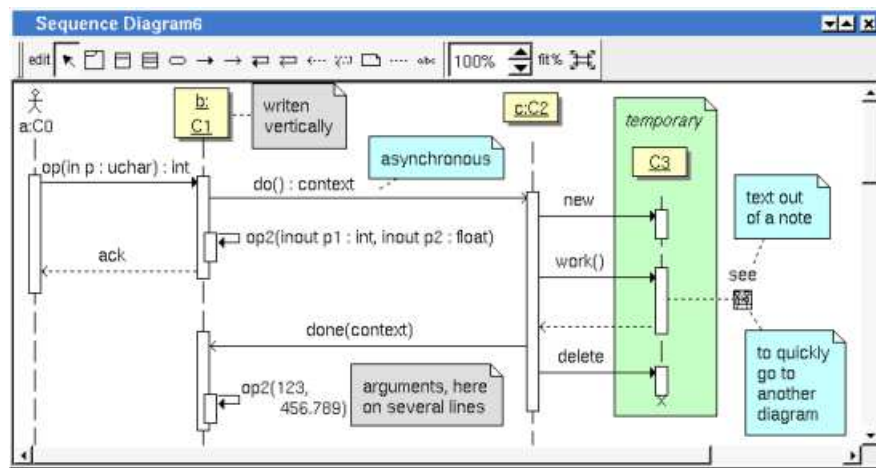 Sequence Diagram6
edit
abc
100%
fit%
a:C0
b:
C1
writen
vertically
c:C2
temporary
C3
asynchronous
op(in p : uchar) : int
do() : context
new
text out
of a note
op2(inout p1 : int, inout p2 : float)
ack
work()
see
done(context)
delete
to quickly
go to
another
diagram
op2(123,
456.789)
arguments, here
on several lines